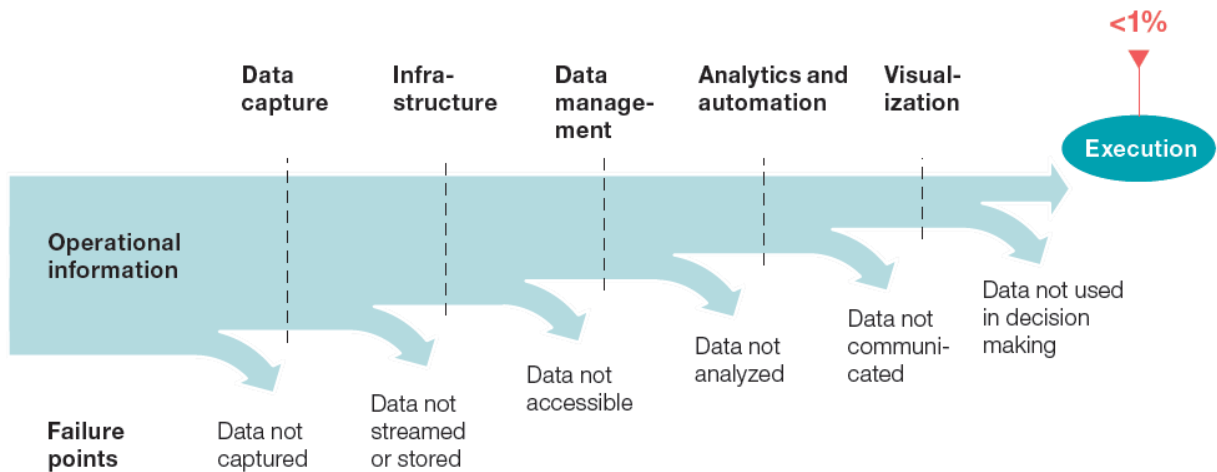 <1%
Data
capture
Infra-
structure
Data
manage-
ment
Analytics and
automation
Visual-
ization
Execution
Operational
information
Failure
points
Data not
captured
Data not
streamed
or stored
Data not
accessible
Data not
analyzed
Data not
communi-
cated
Data not used
in decision
making